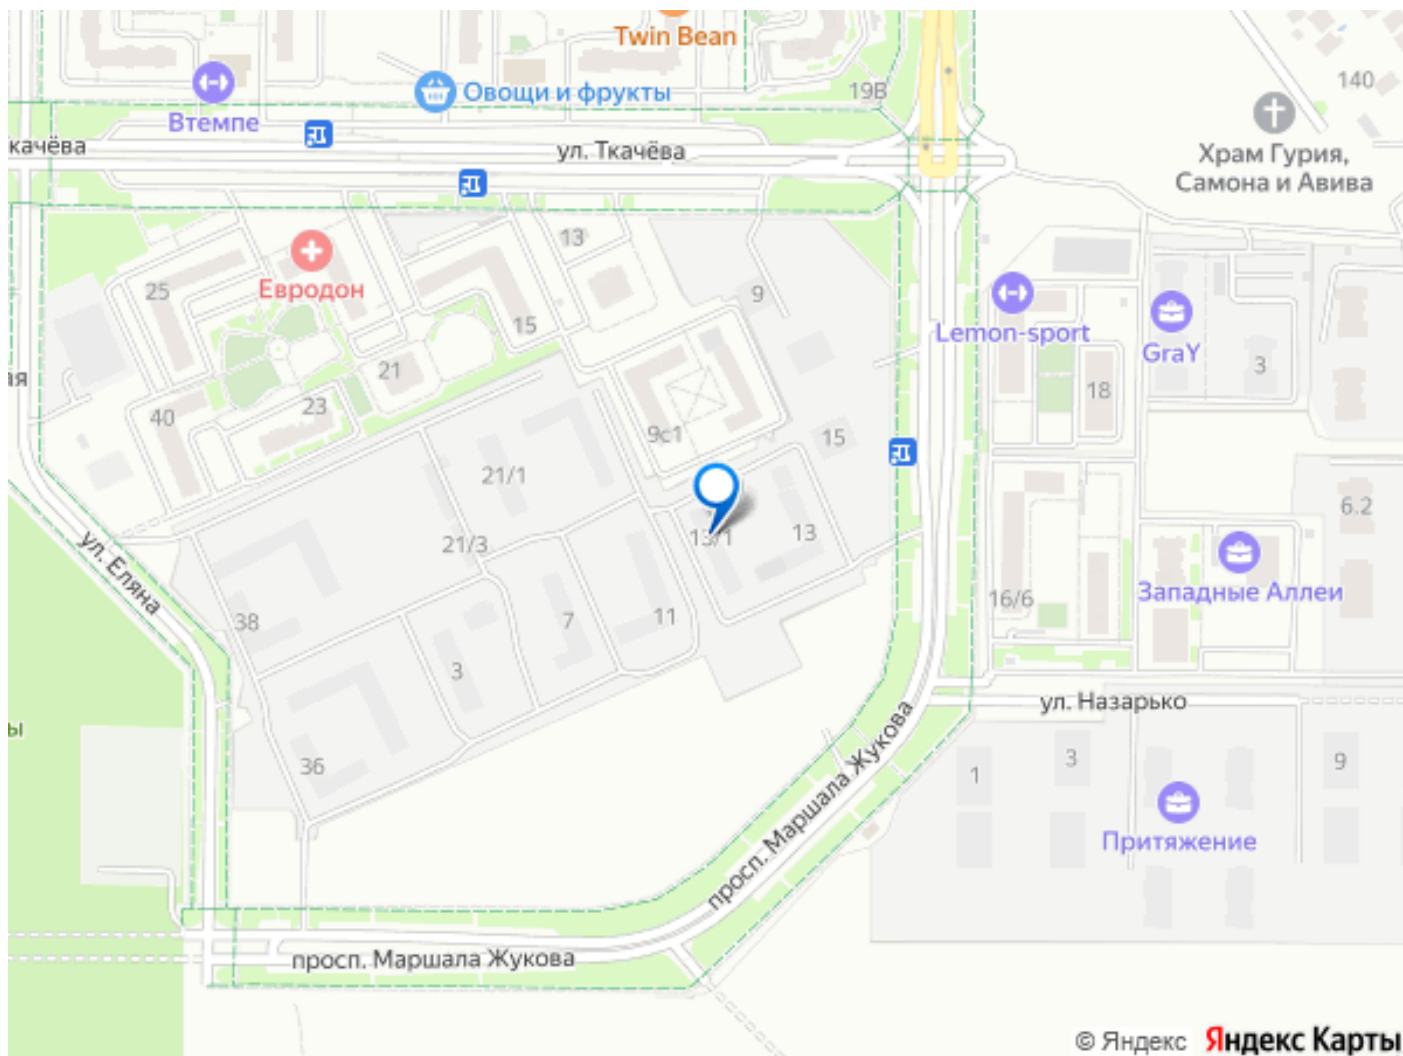 Twin Bean
140
Овощи и фрукты
19В
Втемпе
качёва
ул. Ткачёва
Храм Гурия,
Самона и Авива
13
Евродон
25
9
15
Lemon-sport
GraY
ая
21
3
18
40
23
9с1
15
21/1
6.2
13/1
13
21/3
ул. Еляна
Западные Аллеи
16/6
38
7
11
3
ул. Назарько
ы
просп. Маршала Жукова
36
1
3
9
Притяжение
просп. Маршала Жукова
© Яндекс Яндекс Карты